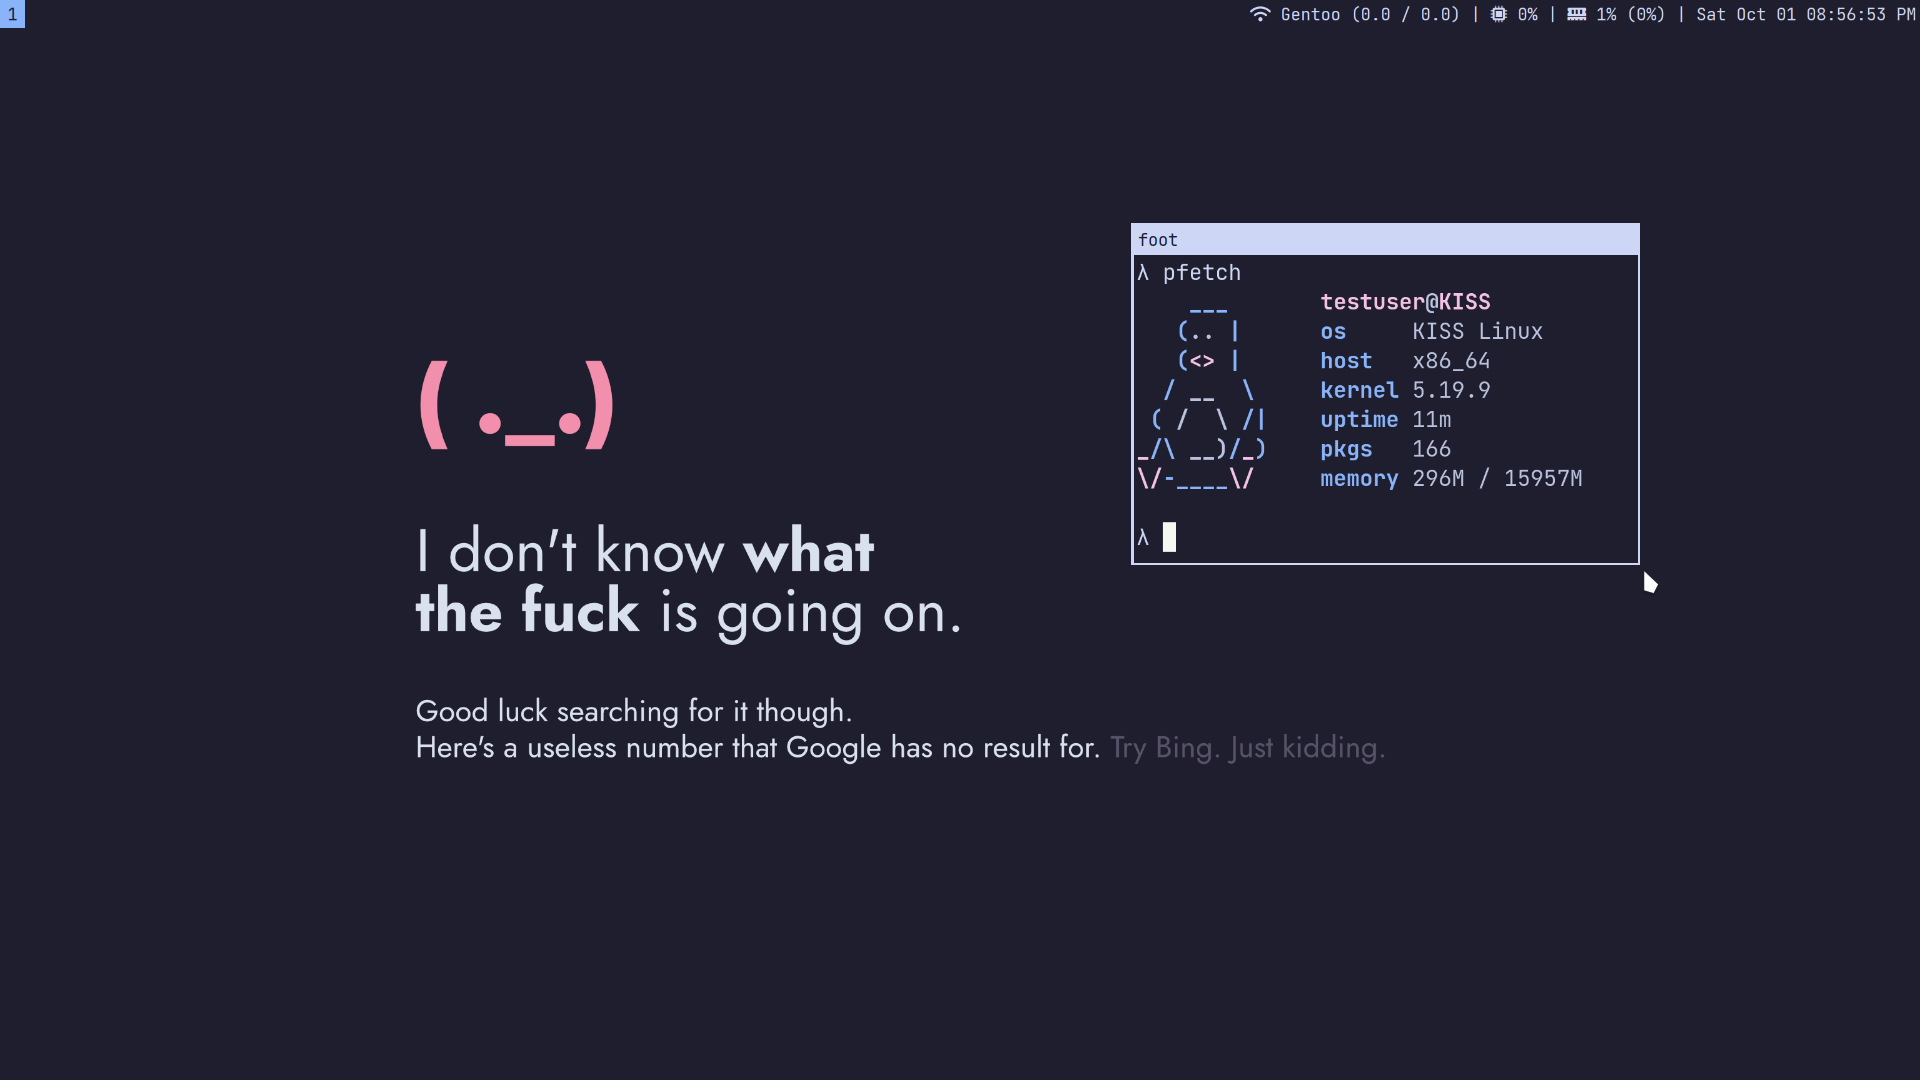 1
Gentoo (0.0 / 0.0) | 0% | 1% (0%) | Sat Oct 01 08:56:53 PM
foot
λ pfetch
    ___       testuser@KISS
   (.. |      os     KISS Linux
   (<> |      host   x86_64
  / __  \     kernel 5.19.9
 ( /  \ /|    uptime 11m
_/\ __)/_)    pkgs   166
\/-____\/     memory 296M / 15957M
λ
( ._.)
I don't know what
the fuck is going on.
Good luck searching for it though.
Here's a useless number that Google has no result for. Try Bing. Just kidding.